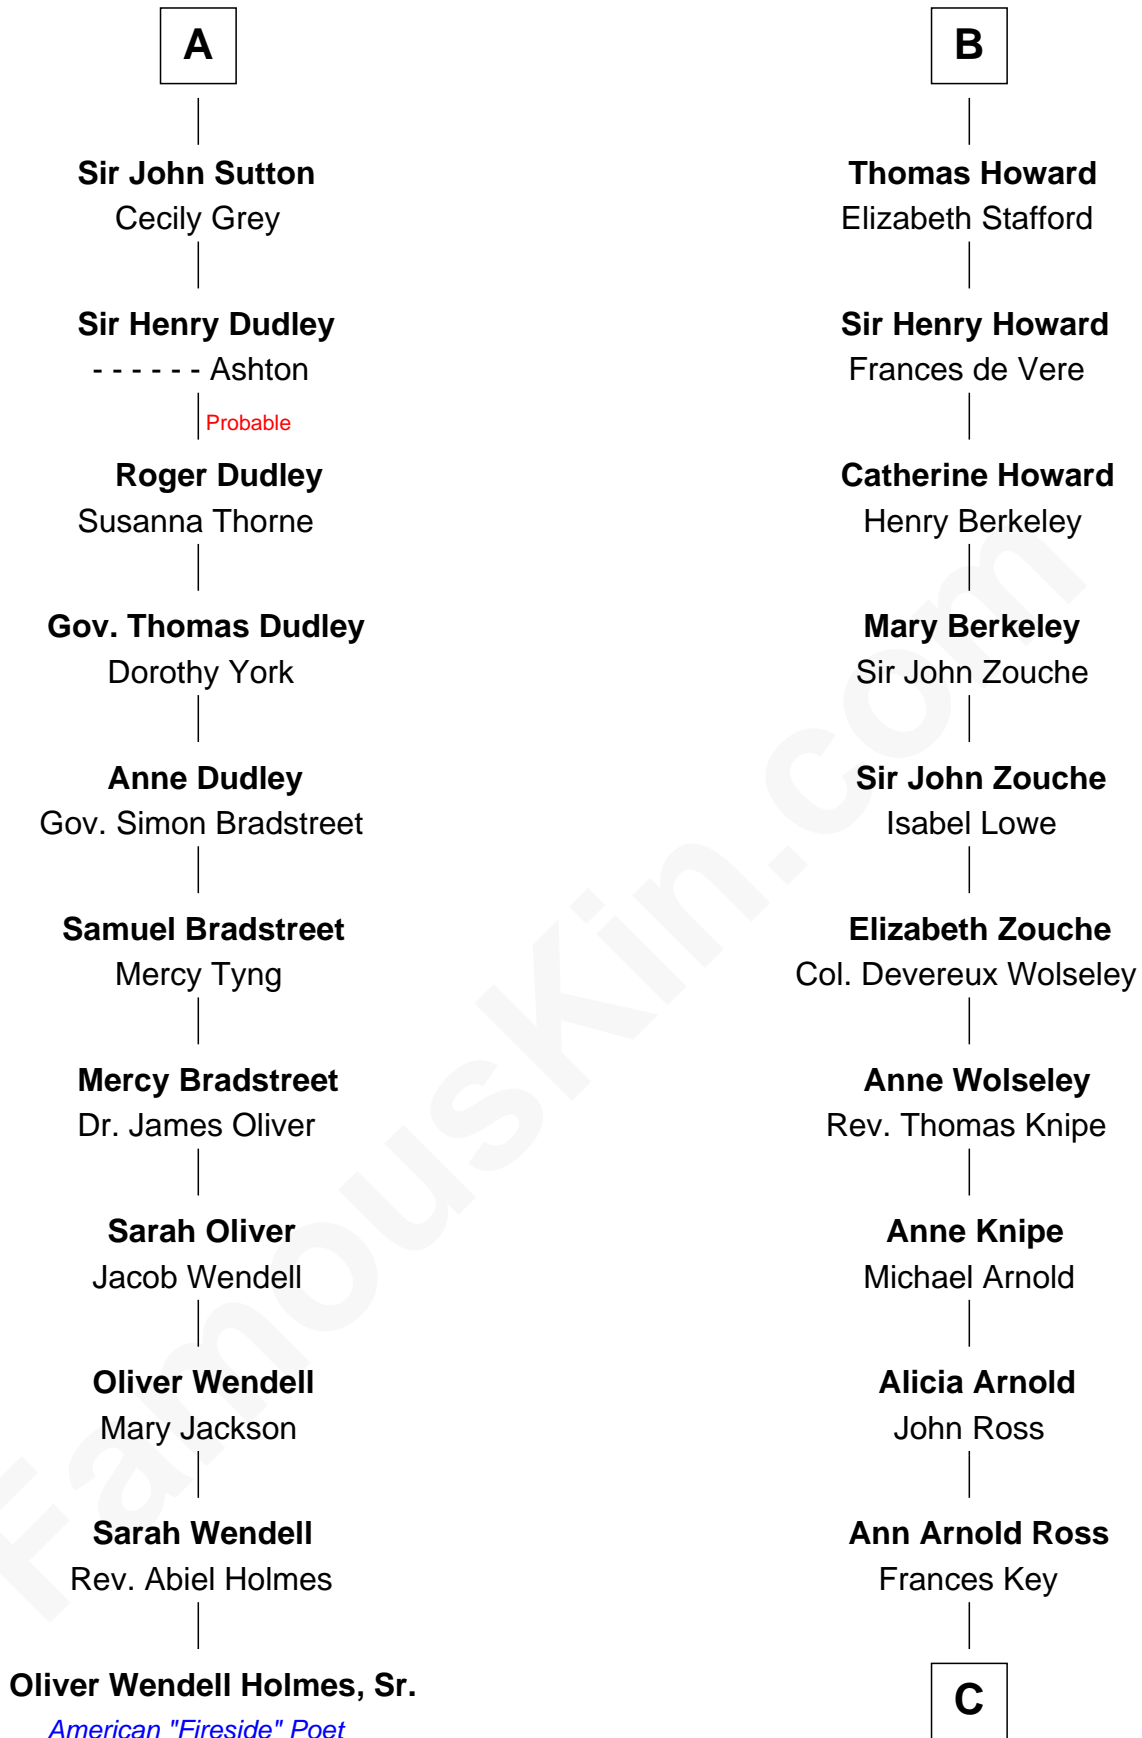 A
Sir John Sutton
Cecily Grey
Sir Henry Dudley
- - - - - - Ashton
Probable
Roger Dudley
Susanna Thorne
Gov. Thomas Dudley
Dorothy York
Anne Dudley
Gov. Simon Bradstreet
Samuel Bradstreet
Mercy Tyng
Mercy Bradstreet
Dr. James Oliver
Sarah Oliver
Jacob Wendell
Oliver Wendell
Mary Jackson
Sarah Wendell
Rev. Abiel Holmes
Oliver Wendell Holmes, Sr.
American "Fireside" Poet
B
Thomas Howard
Elizabeth Stafford
Sir Henry Howard
Frances de Vere
Catherine Howard
Henry Berkeley
Mary Berkeley
Sir John Zouche
Sir John Zouche
Isabel Lowe
Elizabeth Zouche
Col. Devereux Wolseley
Anne Wolseley
Rev. Thomas Knipe
Anne Knipe
Michael Arnold
Alicia Arnold
John Ross
Ann Arnold Ross
Frances Key
C
FamousKin.com